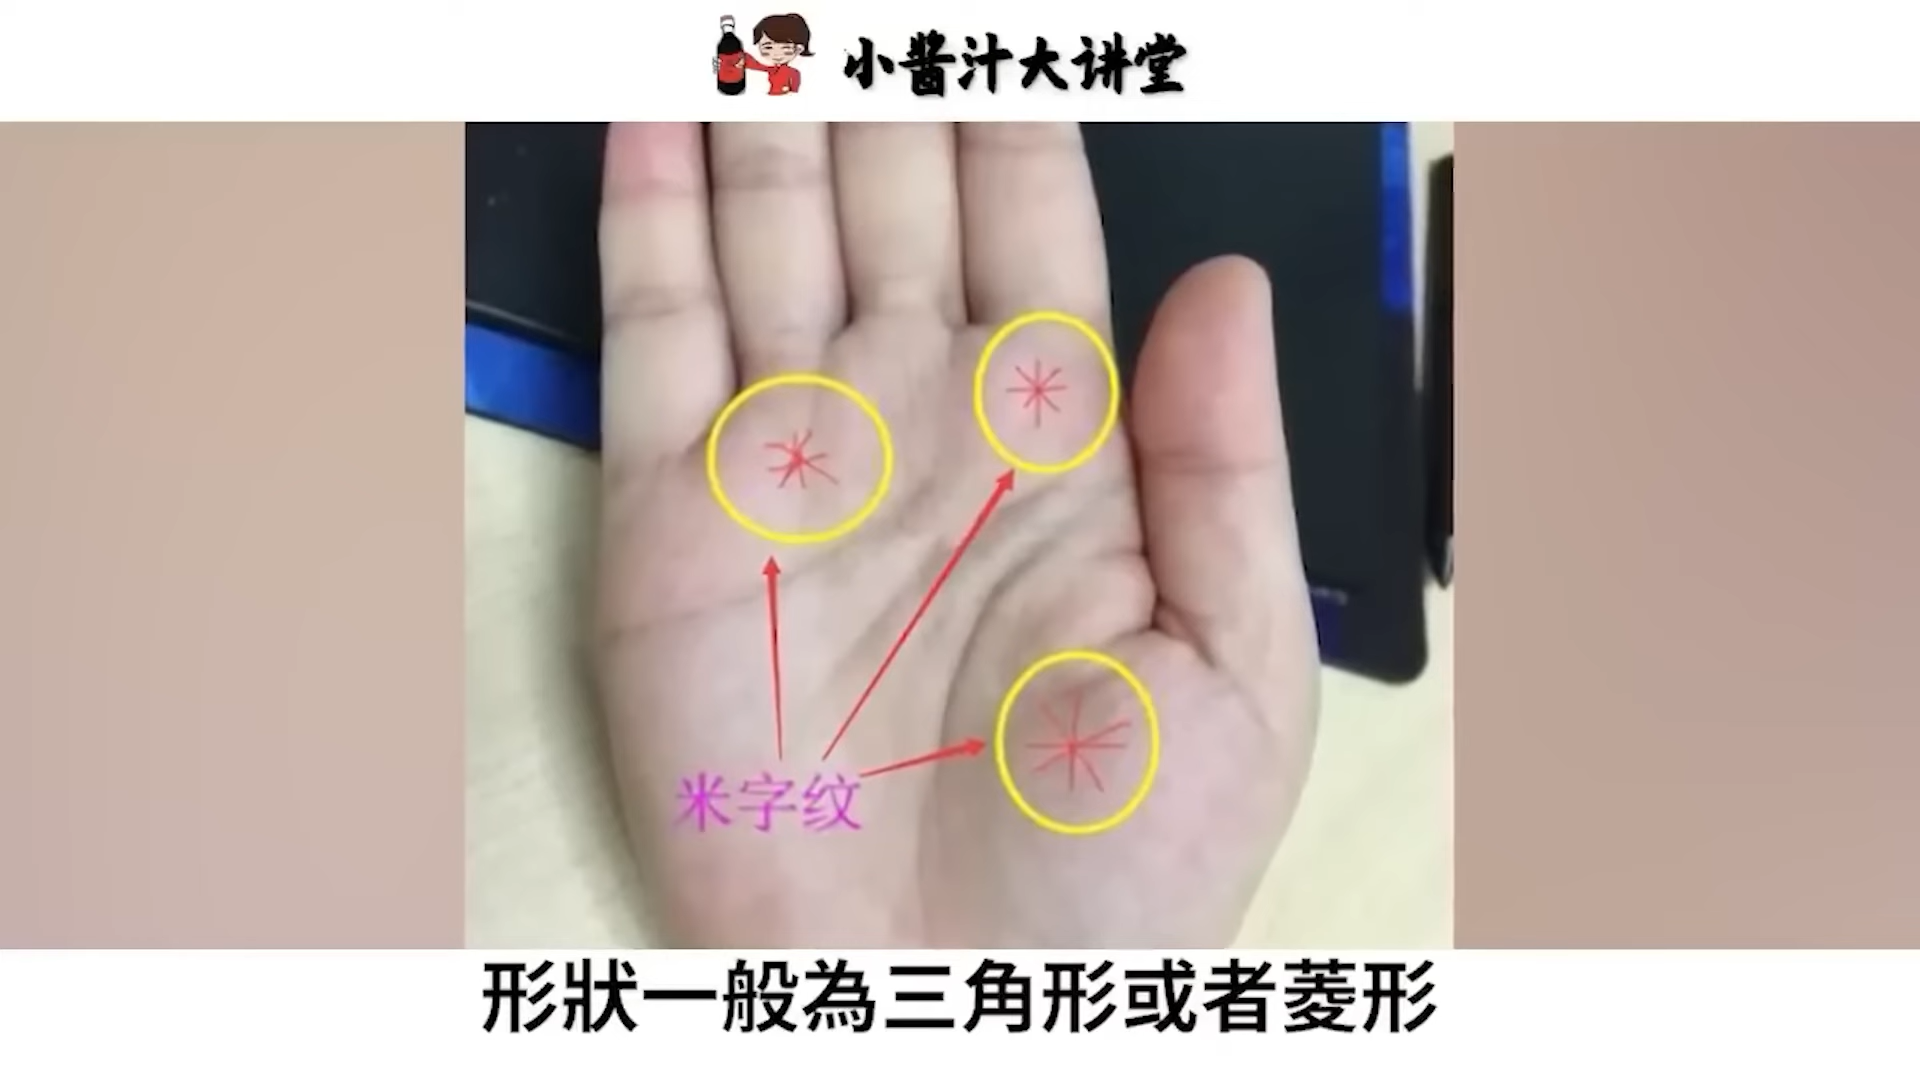 小酱汁大讲堂
米字纹
形狀一般為三角形或者菱形